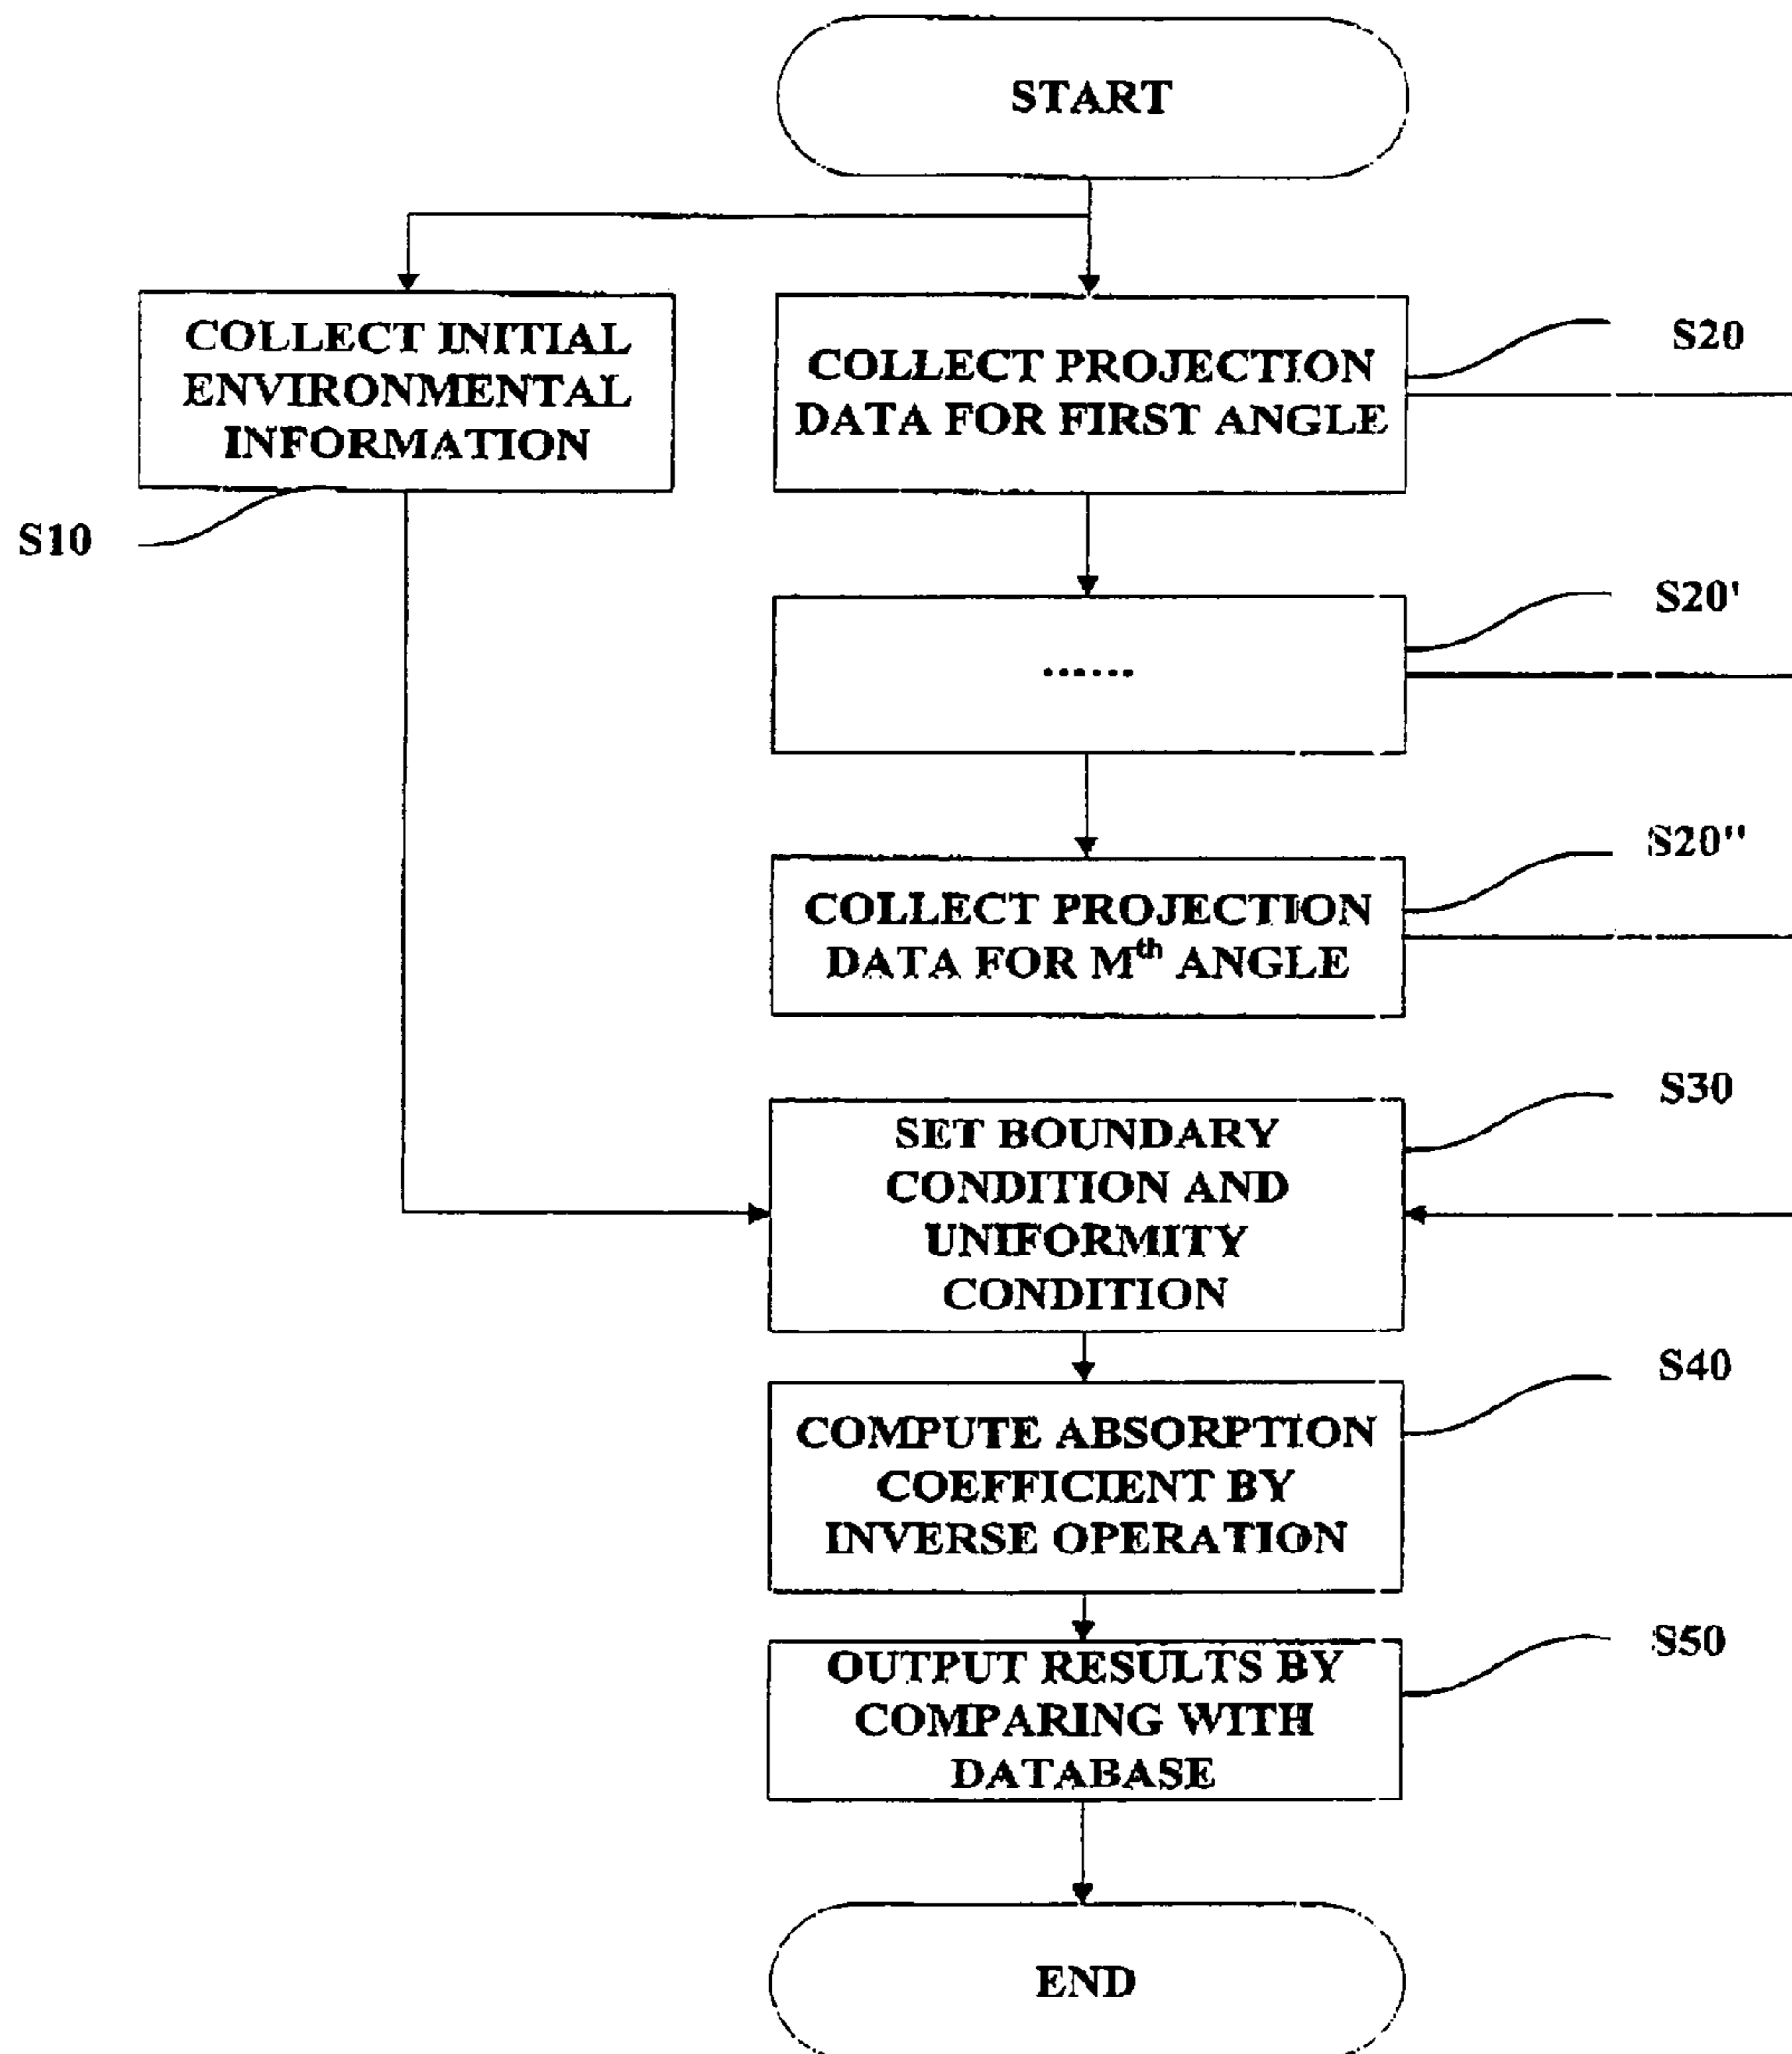 START
COLLECT INITIAL
ENVIRONMENTAL
INFORMATION
S10
COLLECT PROJECTION
DATA FOR FIRST ANGLE
S20
......
S20'
COLLECT PROJECTION
DATA FOR Mth ANGLE
S20"
SET BOUNDARY
CONDITION AND
UNIFORMITY
CONDITION
S30
COMPUTE ABSORPTION
COEFFICIENT BY
INVERSE OPERATION
S40
OUTPUT RESULTS BY
COMPARING WITH
DATABASE
S50
END